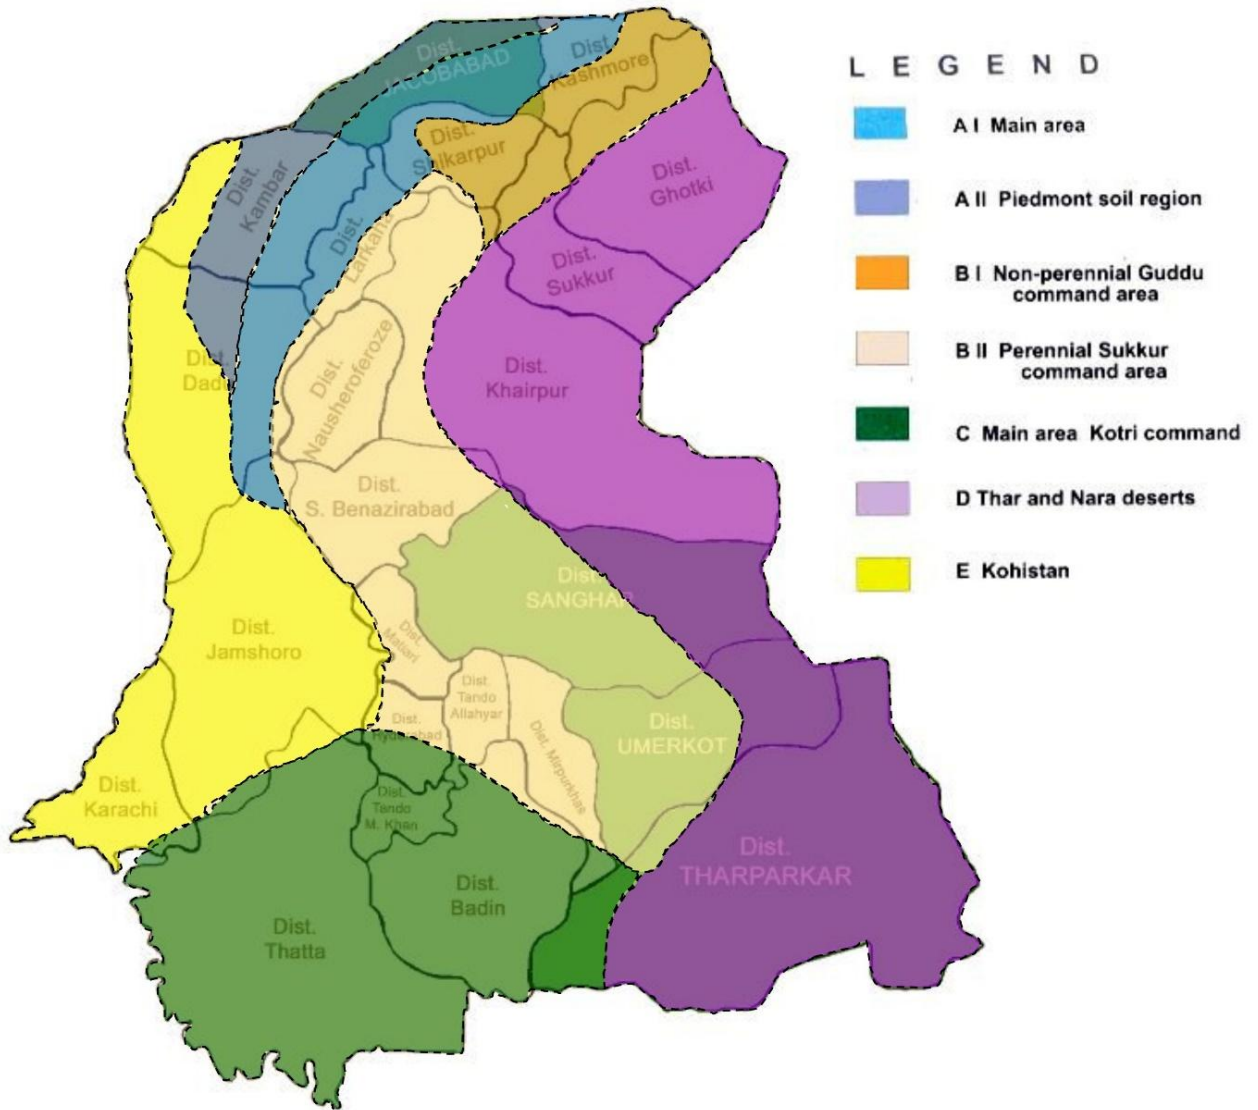 Dist.
JACOBABAD
Dist.
Kashmore
Dist.
Shikarpur
Dist.
Kambar
Dist.
Larkana
Dist.
Ghotki
Dist.
Sukkur
Dist.
Khairpur
Dist.
Dadu
Dist.
Nausheroferoze
Dist.
S. Benazirabad
Dist.
SANGHAR
Dist.
Matiari
Dist.
Jamshoro
Dist.
Tando
Allahyar
Dist.
Hyderabad
Dist. Mirpurkhas
Dist.
UMERKOT
Dist.
Karachi
Dist.
Tando
M. Khan
Dist.
THARPARKAR
Dist.
Badin
Dist.
Thatta
LEGEND
A I Main area
A II Piedmont soil region
B I Non-perennial Guddu
command area
B II Perennial Sukkur
command area
C Main area Kotri command
D Thar and Nara deserts
E Kohistan